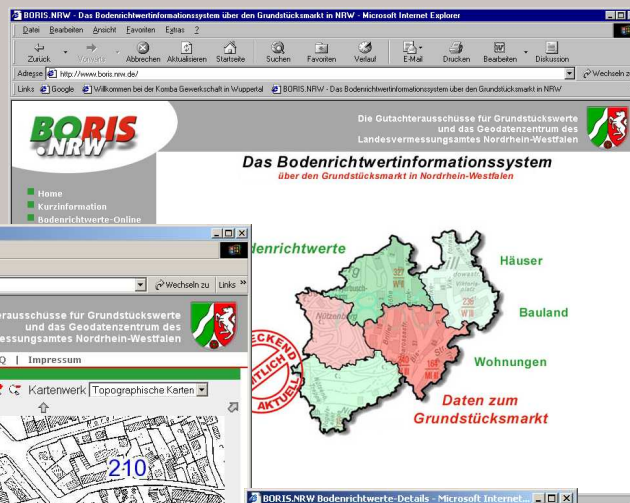 BORIS.NRW - Das Bodenrichtwertinformationssystem über den Grundstücksmarkt in NRW - Microsoft Internet Explorer
Datei Bearbeiten Ansicht Favoriten Extras ?
Zurück Vorwärts Abbrechen Aktualisieren Startseite Suchen Favoriten Verlauf E-Mail Drucken Bearbeiten Diskussion
Adresse http://www.boris.nrw.de/ Wechseln z
Links Google Willkommen bei der Komba Gewerkschaft in Wuppertal BORIS.NRW - Das Bodenrichtwertinformationssystem über den Grundstücksmarkt in NRW
BORIS
.NRW
Die Gutachterausschüsse für Grundstückswerte
und das Geodatenzentrum des
Landesvermessungsamtes Nordrhein-Westfalen
Das Bodenrichtwertinformationssystem
über den Grundstücksmarkt in Nordrhein-Westfalen
Home
Kurzinformation
Bodenrichtwerte-Online
denrichtwerte
Häuser
Bauland
Wohnungen
Daten zum
Grundstücksmarkt
327
236
Nützenberg
ECKEND
TLICH
AKTUELL
Wechseln zu Links »
erausschüsse für Grundstückswerte
und das Geodatenzentrum des
essungsamtes Nordrhein-Westfalen
Q | Impressum
Kartenwerk Topographische Karten
210
BORIS.NRW Bodenrichtwerte-Details - Microsoft Internet...